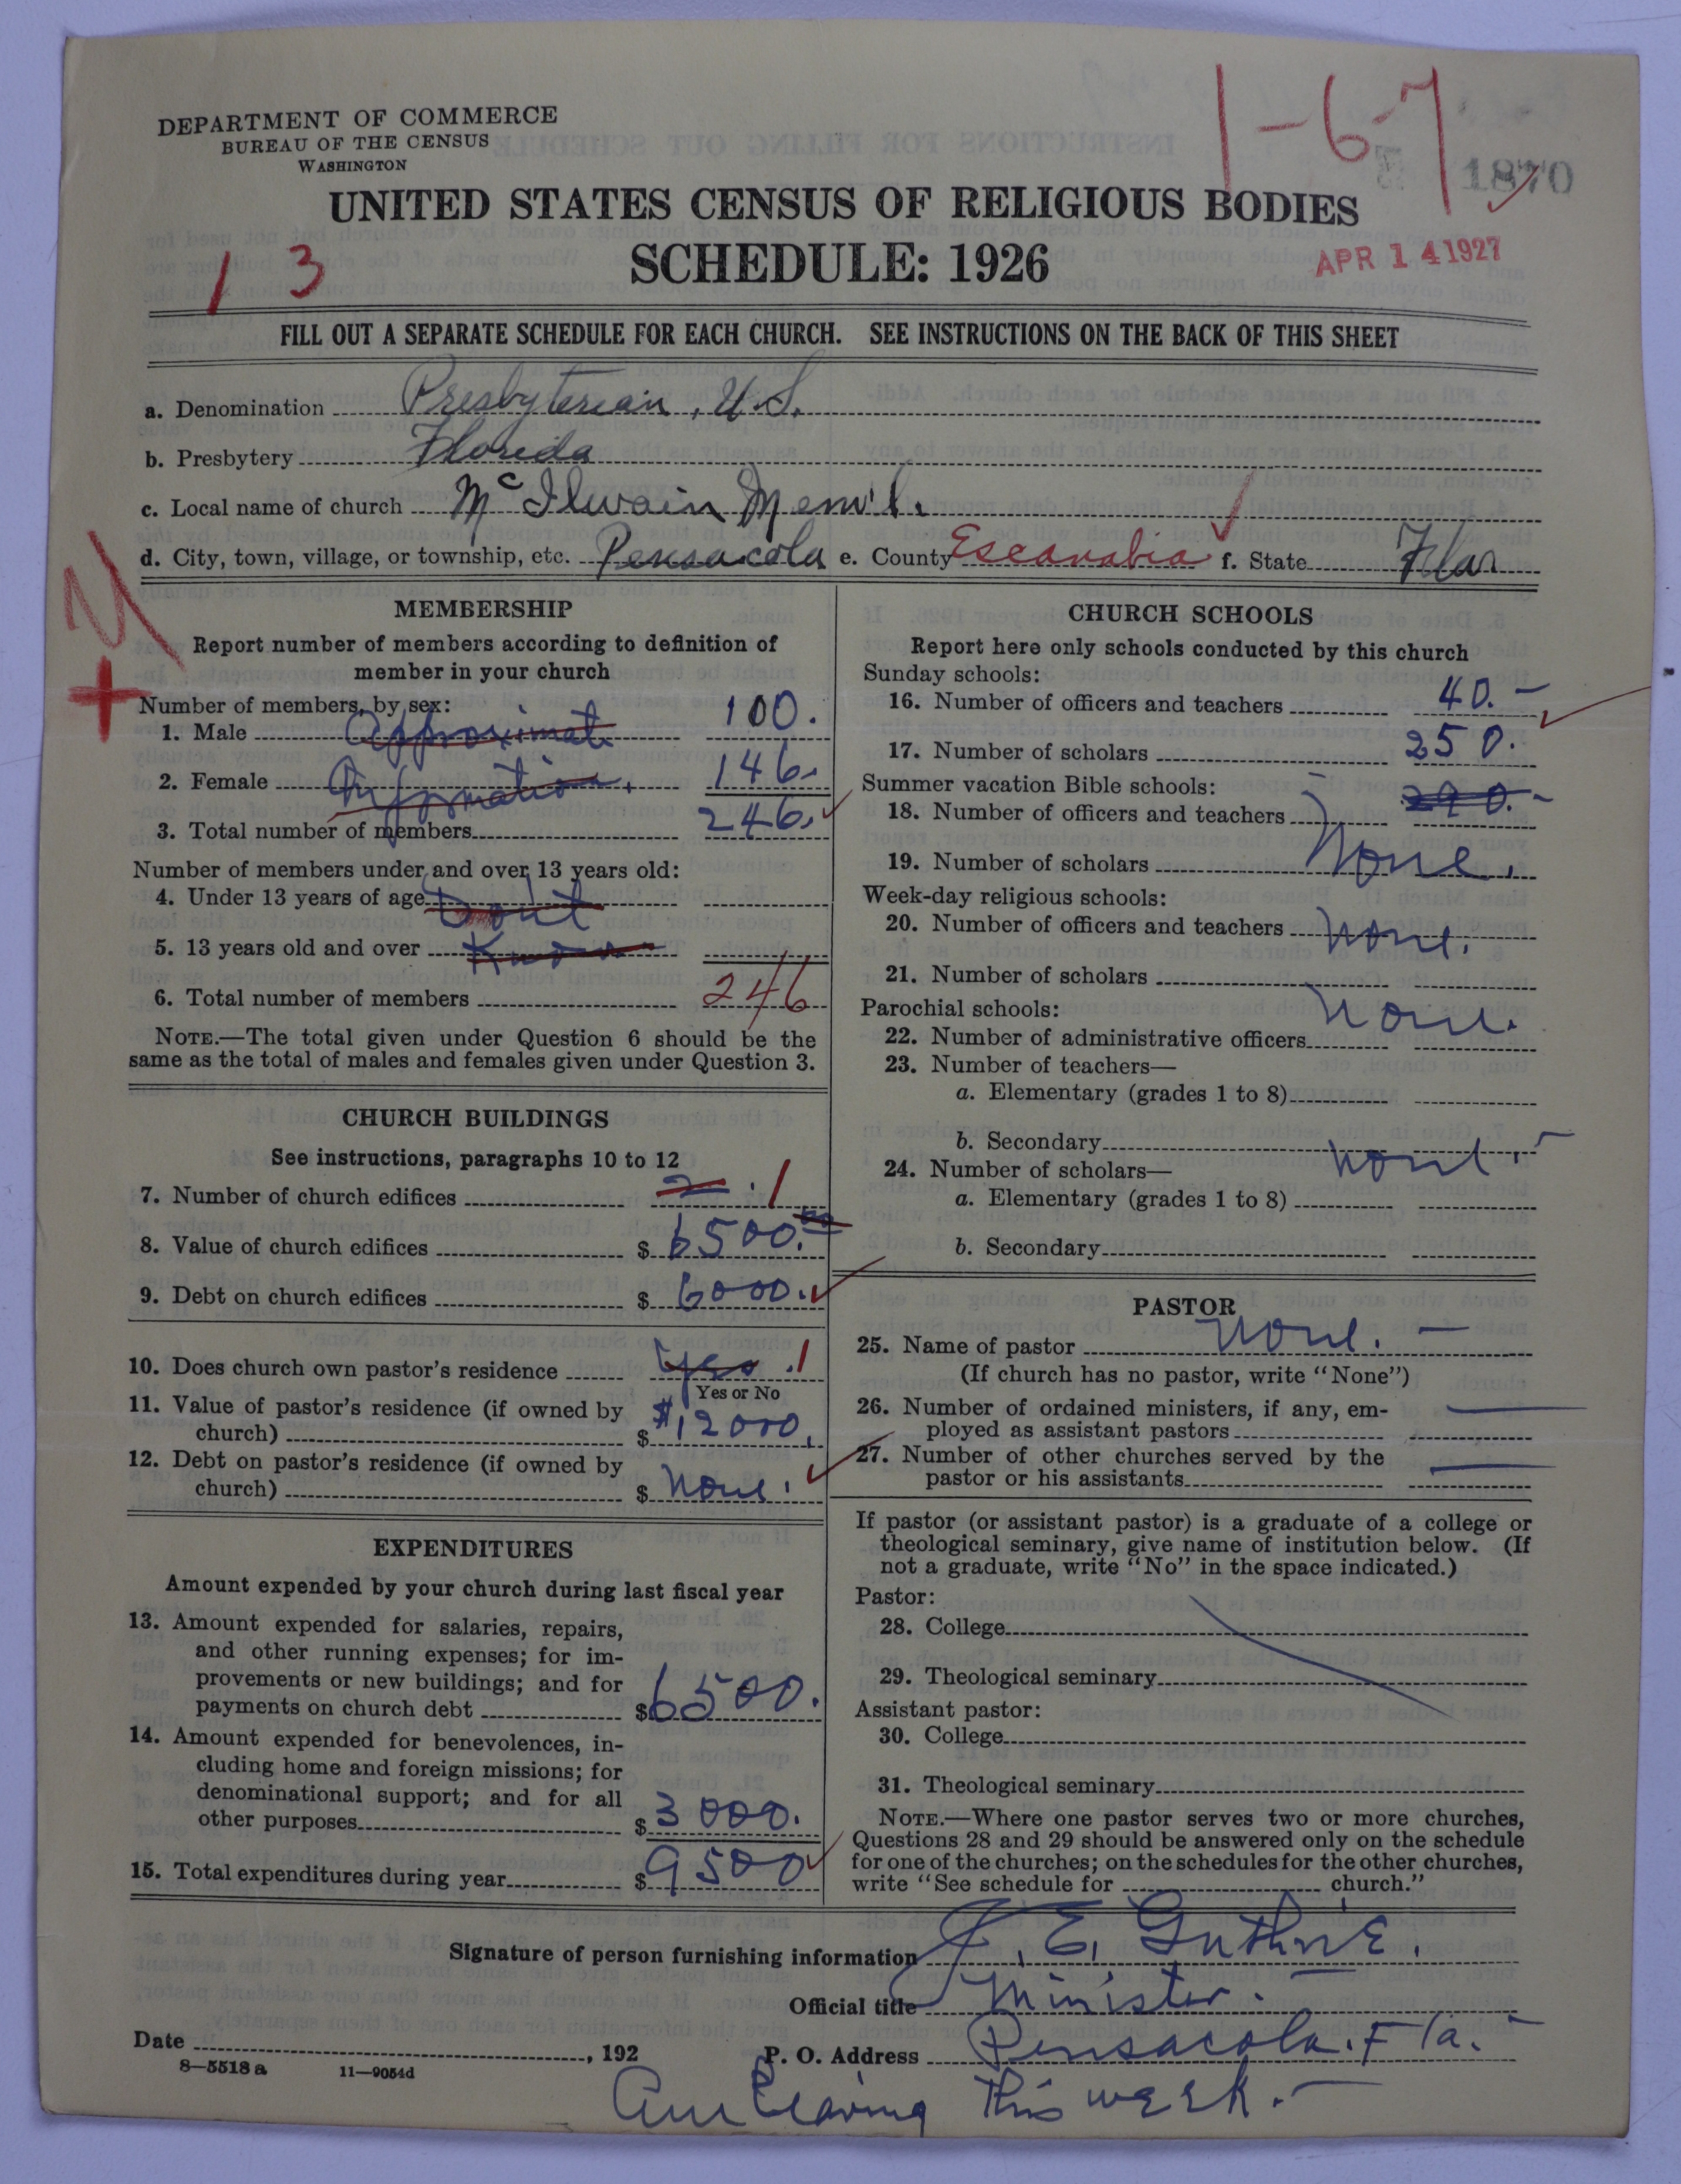 DEPARTMENT OF COMMERCE
BUREAU OF THE CENSUS
WASHINGTON
1-6-7
1870
UNITED STATES CENSUS OF RELIGIOUS BODIES
SCHEDULE: 1926
1 3
APR 14 1927
FILL OUT A SEPARATE SCHEDULE FOR EACH CHURCH. SEE INSTRUCTIONS ON THE BACK OF THIS SHEET
a. Denomination Presbyterian, U.S.
b. Presbytery Florida
c. Local name of church McIlwain Mem'l.
d. City, town, village, or township, etc. Pensacola e. County Escanabia f. State Flar
MEMBERSHIP
Report number of members according to definition of
member in your church
Number of members, by sex:
1. Male Approximat 100.
2. Female Information. 146.
3. Total number of members 246.
Number of members under and over 13 years old:
4. Under 13 years of age Dont
5. 13 years old and over Know
6. Total number of members 246
NOTE.—The total given under Question 6 should be the
same as the total of males and females given under Question 3.
CHURCH BUILDINGS
See instructions, paragraphs 10 to 12
7. Number of church edifices 2. 1
8. Value of church edifices $ 6500.00
9. Debt on church edifices $ 6000.
10. Does church own pastor's residence Yes. 1
Yes or No
11. Value of pastor's residence (if owned by
church) $ $12000.
12. Debt on pastor's residence (if owned by
church) $ None.
EXPENDITURES
Amount expended by your church during last fiscal year
13. Amount expended for salaries, repairs,
and other running expenses; for im-
provements or new buildings; and for
payments on church debt $ 6500.
14. Amount expended for benevolences, in-
cluding home and foreign missions; for
denominational support; and for all
other purposes $ 3000.
15. Total expenditures during year $ 9500
CHURCH SCHOOLS
Report here only schools conducted by this church
Sunday schools:
16. Number of officers and teachers 40.-
17. Number of scholars 250.
Summer vacation Bible schools:
290.-
18. Number of officers and teachers
19. Number of scholars None.
Week-day religious schools:
20. Number of officers and teachers None.
21. Number of scholars
Parochial schools:
None.
22. Number of administrative officers
23. Number of teachers—
a. Elementary (grades 1 to 8)
b. Secondary None.-
24. Number of scholars—
a. Elementary (grades 1 to 8)
b. Secondary
PASTOR
25. Name of pastor None. -
(If church has no pastor, write "None")
26. Number of ordained ministers, if any, em-
ployed as assistant pastors
27. Number of other churches served by the
pastor or his assistants
If pastor (or assistant pastor) is a graduate of a college or
theological seminary, give name of institution below. (If
not a graduate, write "No" in the space indicated.)
Pastor:
28. College
29. Theological seminary
Assistant pastor:
30. College
31. Theological seminary
NOTE.—Where one pastor serves two or more churches,
Questions 28 and 29 should be answered only on the schedule
for one of the churches; on the schedules for the other churches,
write "See schedule for church."
Signature of person furnishing information J. E. Guthrie.
Official title Minister.
Date , 192
P. O. Address Pensacola. Fla.
8—5518 a 11—9054d
Am leaving this week.-